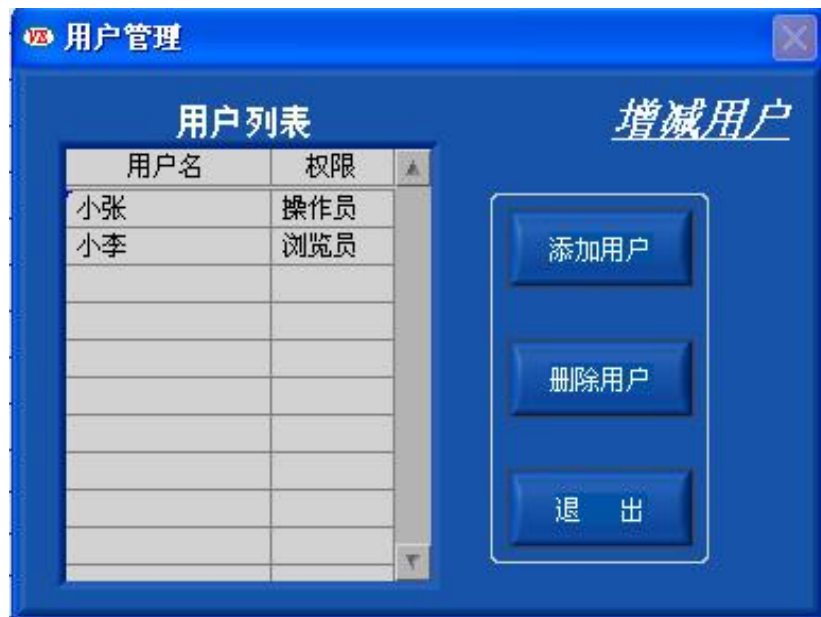 VS 用户管理
用户列表
增减用户
用户名 权限
小张 操作员
小李 浏览员
添加用户
删除用户
退 出